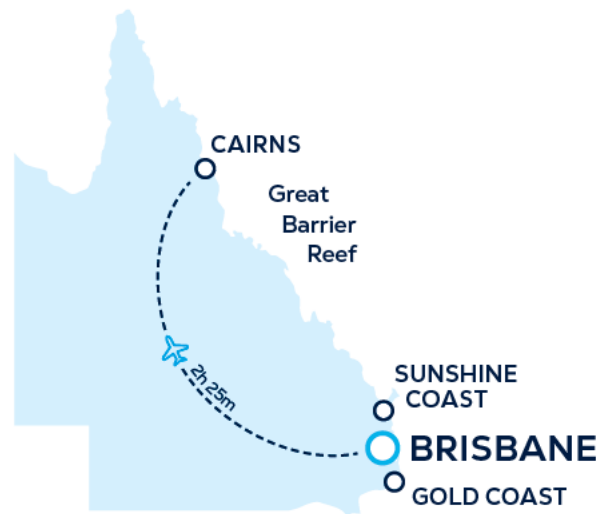 CAIRNS
Great
Barrier
Reef
2h 25m
SUNSHINE
COAST
BRISBANE
GOLD COAST